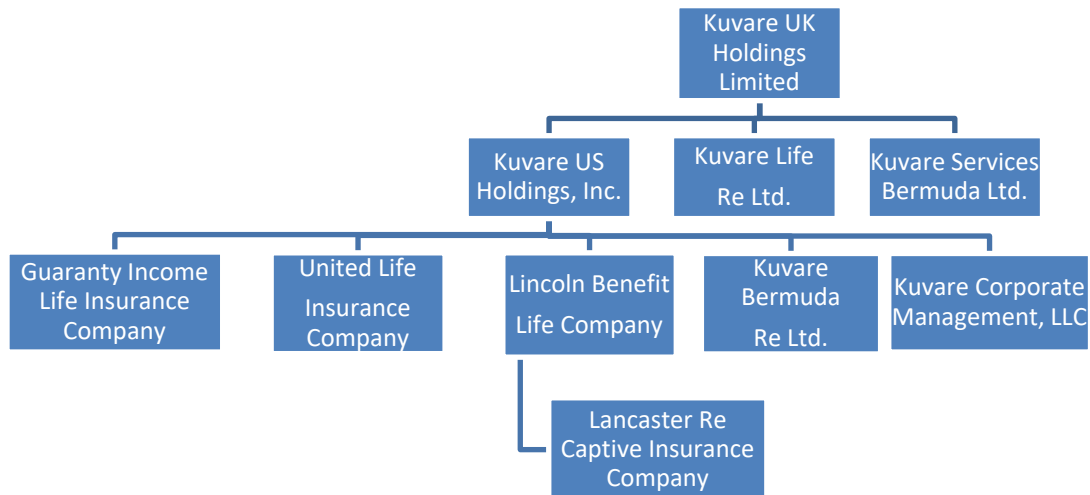 Kuvare UK
Holdings
Limited
Kuvare US
Holdings, Inc.
Kuvare Life
Re Ltd.
Kuvare Services
Bermuda Ltd.
Guaranty Income
Life Insurance
Company
United Life
Insurance
Company
Lincoln Benefit
Life Company
Kuvare
Bermuda
Re Ltd.
Kuvare Corporate
Management, LLC
Lancaster Re
Captive Insurance
Company